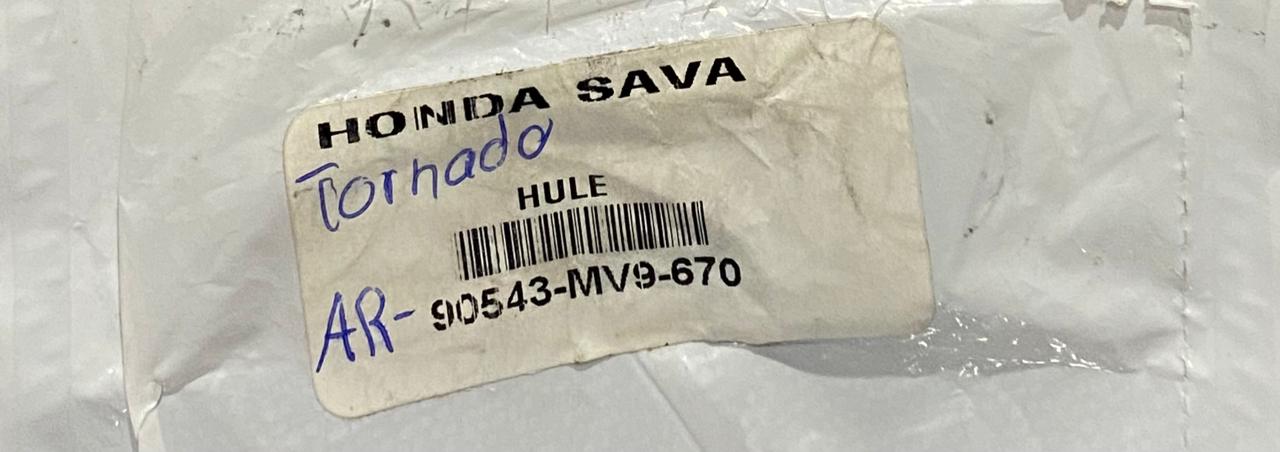 HONDA SAVA
Tornado
HULE
AR-90543-MV9-670